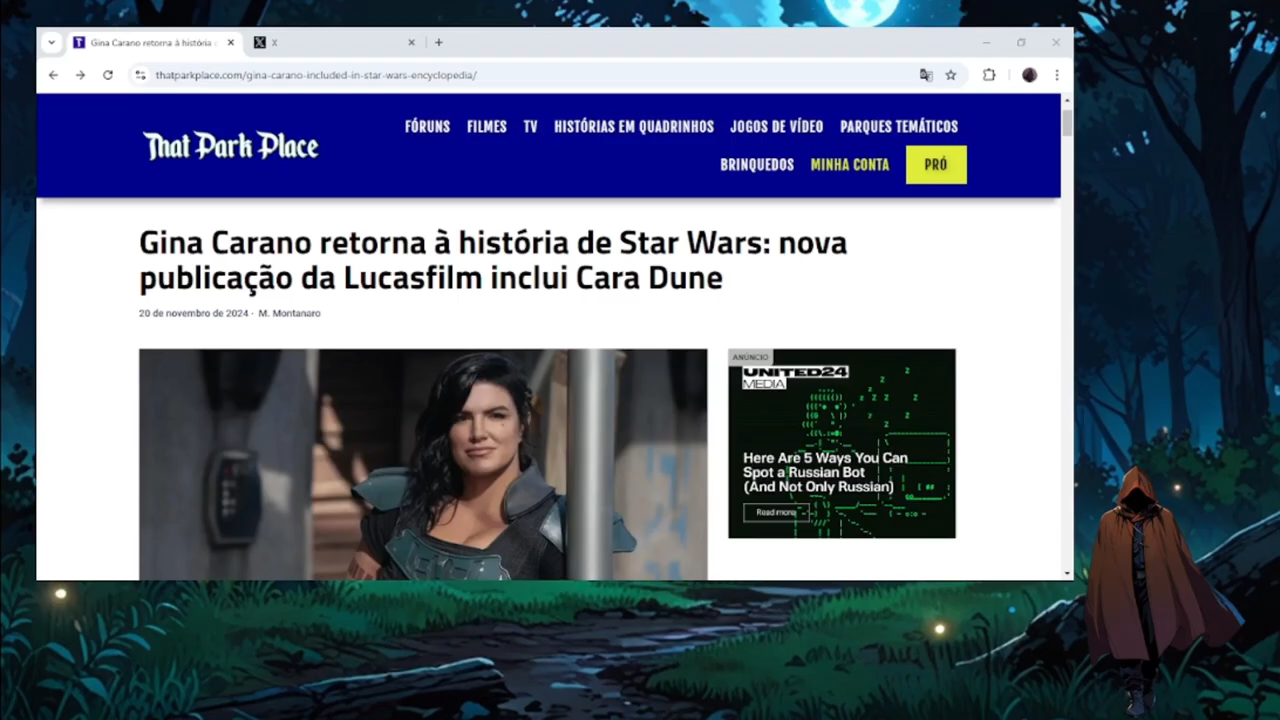 Gina Carano retorna à história
X
thatparkplace.com/gina-carano-included-in-star-wars-encyclopedia/
That Park Place
FÓRUNS FILMES TV HISTÓRIAS EM QUADRINHOS JOGOS DE VÍDEO PARQUES TEMÁTICOS
BRINQUEDOS MINHA CONTA PRÓ
Gina Carano retorna à história de Star Wars: nova
publicação da Lucasfilm inclui Cara Dune
20 de novembro de 2024 - M. Montanaro
ANÚNCIO
UNITED24
MEDIA
Here Are 5 Ways You Can
Spot a Russian Bot
(And Not Only Russian)
Read more